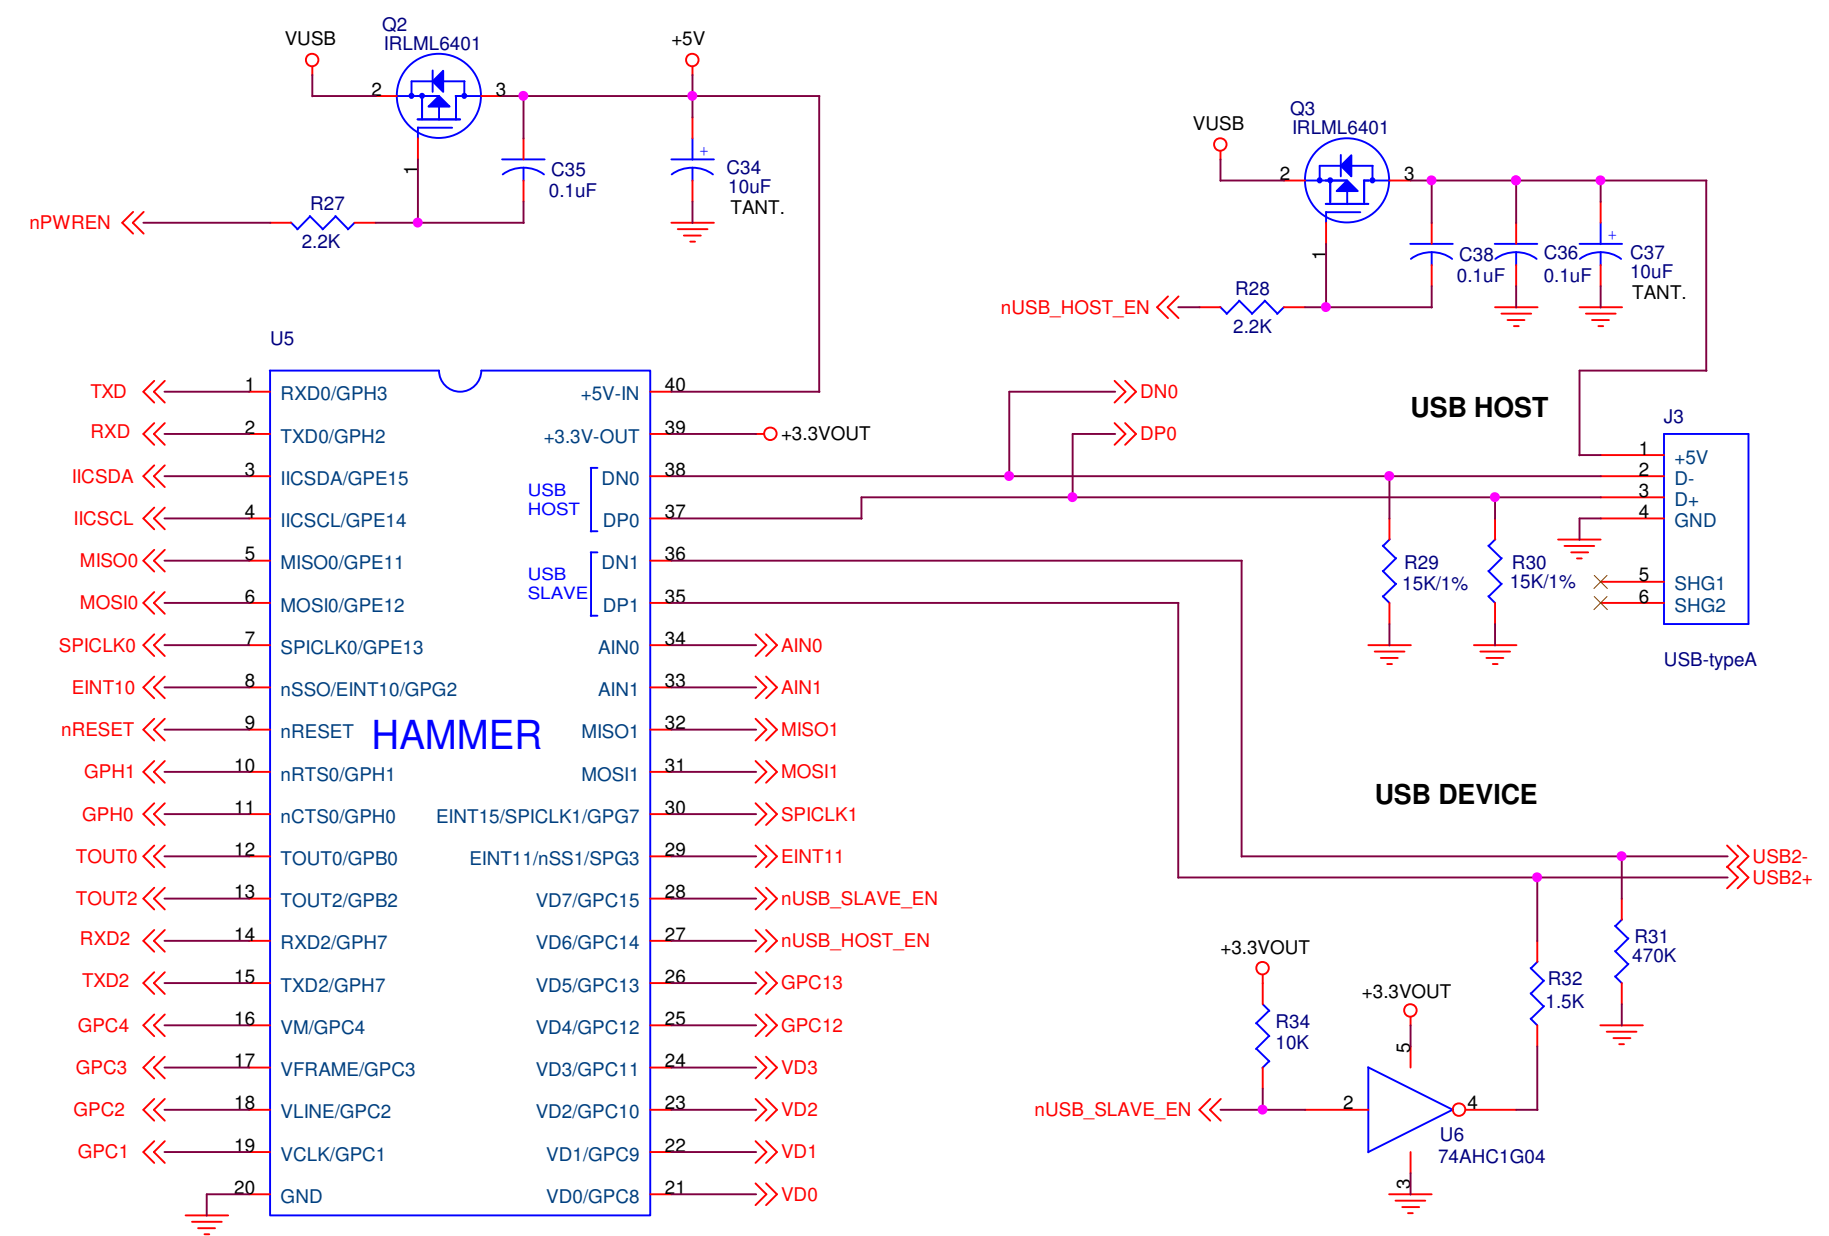 Q2
IRLML6401
VUSB
+5V
2
3
1
C35
0.1uF
C34
10uF
TANT.
+
nPWREN
R27
2.2K
Q3
IRLML6401
VUSB
2
3
1
C38
0.1uF
C36
0.1uF
C37
10uF
TANT.
+
nUSB_HOST_EN
R28
2.2K
U5
HAMMER
TXD 1 RXD0/GPH3
RXD 2 TXD0/GPH2
IICSDA 3 IICSDA/GPE15
IICSCL 4 IICSCL/GPE14
MISO0 5 MISO0/GPE11
MOSI0 6 MOSI0/GPE12
SPICLK0 7 SPICLK0/GPE13
EINT10 8 nSSO/EINT10/GPG2
nRESET 9 nRESET
GPH1 10 nRTS0/GPH1
GPH0 11 nCTS0/GPH0
TOUT0 12 TOUT0/GPB0
TOUT2 13 TOUT2/GPB2
RXD2 14 RXD2/GPH7
TXD2 15 TXD2/GPH7
GPC4 16 VM/GPC4
GPC3 17 VFRAME/GPC3
GPC2 18 VLINE/GPC2
GPC1 19 VCLK/GPC1
20 GND
+5V-IN 40
+3.3V-OUT 39 +3.3VOUT
USB
HOST
DN0 38
DP0 37
USB
SLAVE
DN1 36
DP1 35
AIN0 34 AIN0
AIN1 33 AIN1
MISO1 32 MISO1
MOSI1 31 MOSI1
EINT15/SPICLK1/GPG7 30 SPICLK1
EINT11/nSS1/SPG3 29 EINT11
VD7/GPC15 28 nUSB_SLAVE_EN
VD6/GPC14 27 nUSB_HOST_EN
VD5/GPC13 26 GPC13
VD4/GPC12 25 GPC12
VD3/GPC11 24 VD3
VD2/GPC10 23 VD2
VD1/GPC9 22 VD1
VD0/GPC8 21 VD0
DN0
DP0
USB HOST
J3
1 +5V
2 D-
3 D+
4 GND
5 SHG1
6 SHG2
USB-typeA
R29
15K/1%
R30
15K/1%
USB DEVICE
USB2-
USB2+
R31
470K
R32
1.5K
+3.3VOUT
R34
10K
+3.3VOUT
5
nUSB_SLAVE_EN
2
4
U6
74AHC1G04
3